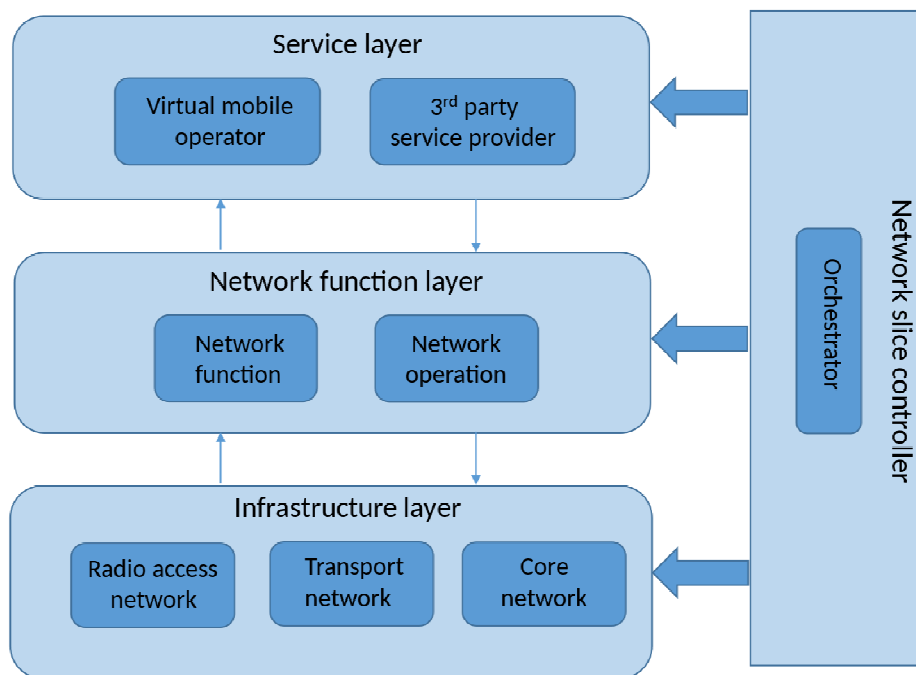 Service layer
Virtual mobile
operator
3rd party
service provider
Network function layer
Network
function
Network
operation
Infrastructure layer
Radio access
network
Transport
network
Core
network
Orchestrator
Network slice controller